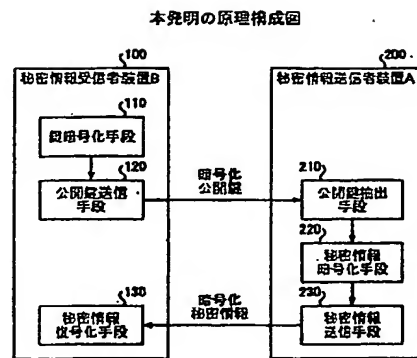 本発明の原理構成図
100
200
秘密情報受信者装置B
秘密情報送信者装置A
110
鍵暗号化手段
120
公開鍵送信
手段
暗号化
公開鍵
210
公開鍵抽出
手段
220
秘密情報
暗号化手段
130
秘密情報
復号化手段
暗号化
秘密情報
230
秘密情報
送信手段